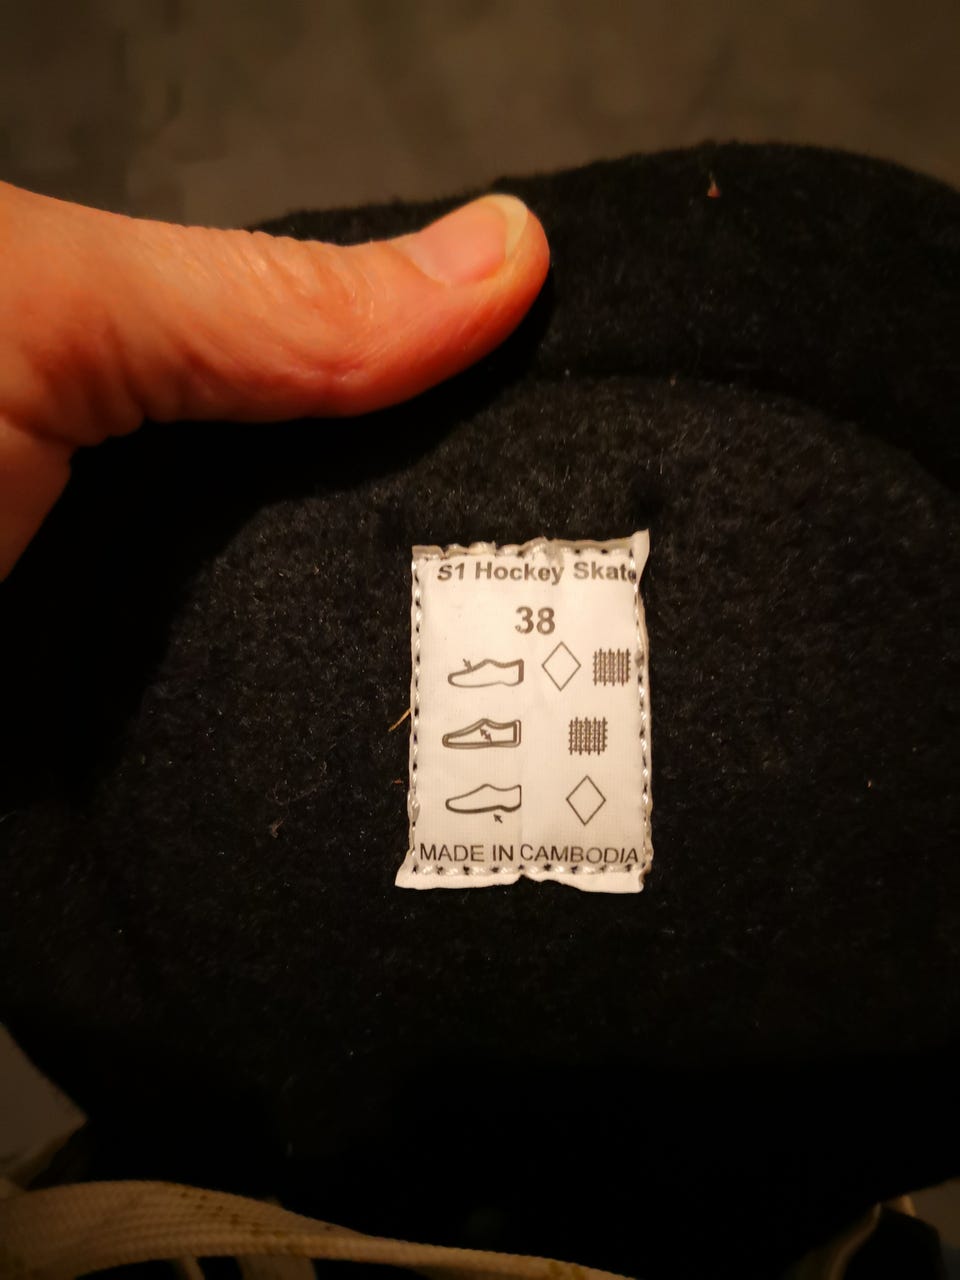 S1 Hockey Skate
38
MADE IN CAMBODIA